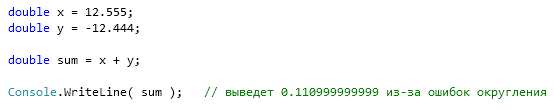 double x = 12.555;
double y = -12.444;
double sum = x + y;
Console.WriteLine( sum );   // выведет 0.110999999999 из-за ошибок округления